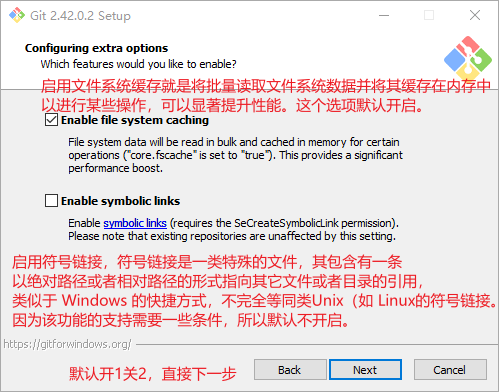 Git 2.42.0.2 Setup
Configuring extra options
Which features would you like to enable?
启用文件系统缓存就是将批量读取文件系统数据并将其缓存在内存中
以进行某些操作，可以显著提升性能。这个选项默认开启。
Enable file system caching
File system data will be read in bulk and cached in memory for certain
operations ("core.fscache" is set to "true"). This provides a significant
performance boost.
Enable symbolic links
Enable symbolic links (requires the SeCreateSymbolicLink permission).
Please note that existing repositories are unaffected by this setting.
启用符号链接，符号链接是一类特殊的文件，其包含有一条
以绝对路径或者相对路径的形式指向其它文件或者目录的引用，
类似于 Windows 的快捷方式，不完全等同类Unix（如 Linux的符号链接。
因为该功能的支持需要一些条件，所以默认不开启。
https://gitforwindows.org/
默认开1关2，直接下一步
Back
Next
Cancel